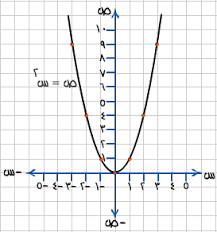 ص
١٠
٩
٨
٧
٦
٥
٤
٣
٢
١
ص = س٢
-س
س
٥- ٤- ٣- ٢- ١- ١ ٢ ٣ ٤ ٥
-ص